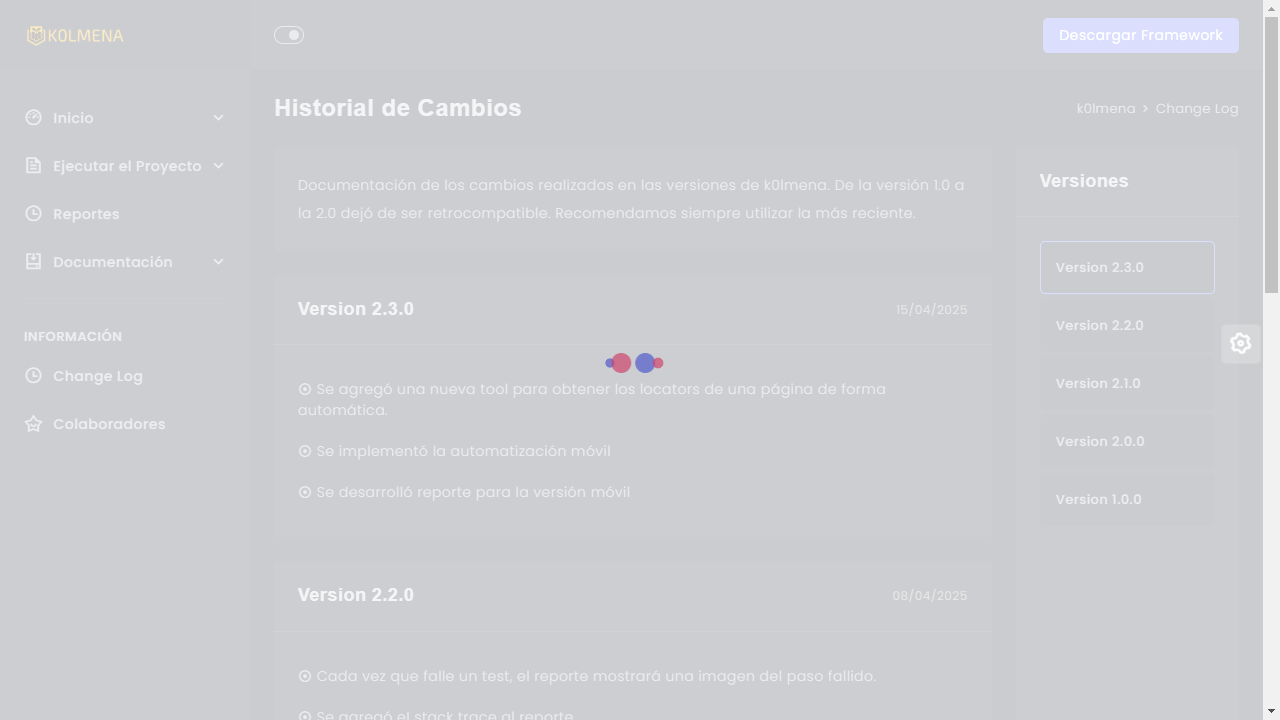 K0LMENA
Descargar Framework
Inicio
Ejecutar el Proyecto
Reportes
Documentación
INFORMACIÓN
Change Log
Colaboradores
Historial de Cambios
k0lmena > Change Log
Documentación de los cambios realizados en las versiones de k0lmena. De la versión 1.0 a
la 2.0 dejó de ser retrocompatible. Recomendamos siempre utilizar la más reciente.
Version 2.3.0
15/04/2025
Se agregó una nueva tool para obtener los locators de una página de forma
automática.
Se implementó la automatización móvil
Se desarrolló reporte para la versión móvil
Version 2.2.0
08/04/2025
Cada vez que falle un test, el reporte mostrará una imagen del paso fallido.
Se agregó el stack trace al reporte
Versiones
Version 2.3.0
Version 2.2.0
Version 2.1.0
Version 2.0.0
Version 1.0.0